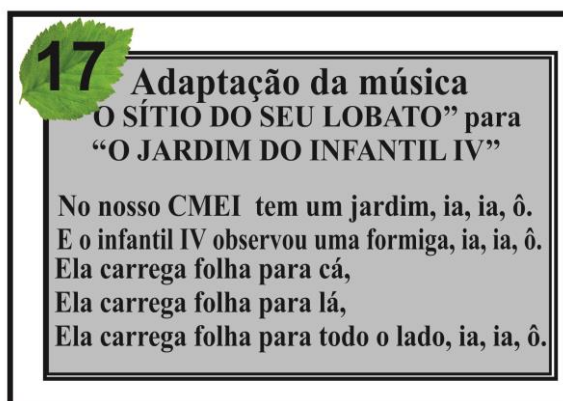 17
Adaptação da música
O SÍTIO DO SEU LOBATO” para
“O JARDIM DO INFANTIL IV”
No nosso CMEI tem um jardim, ia, ia, ô.
E o infantil IV observou uma formiga, ia, ia, ô.
Ela carrega folha para cá,
Ela carrega folha para lá,
Ela carrega folha para todo o lado, ia, ia, ô.